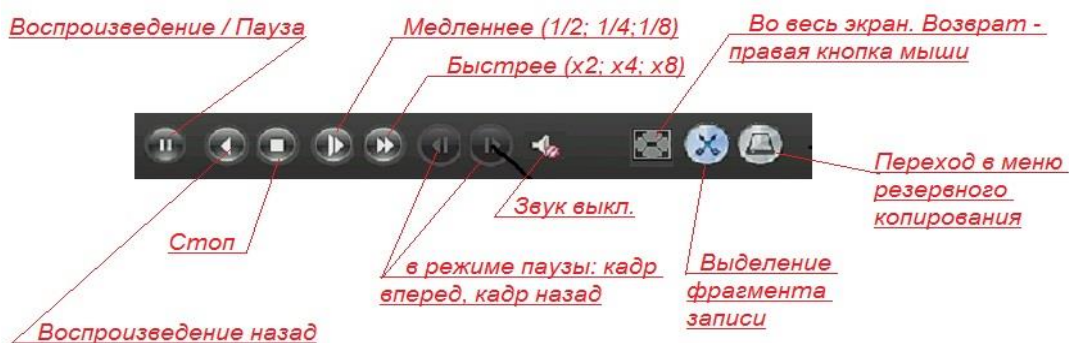 Воспроизведение / Пауза
Медленнее (1/2; 1/4;1/8)
Быстрее (x2; x4; x8)
Во весь экран. Возврат -
правая кнопка мыши
Переход в меню
резервного
копирования
Звук выкл.
Стоп
в режиме паузы: кадр
вперед, кадр назад
Выделение
фрагмента
записи
Воспроизведение назад